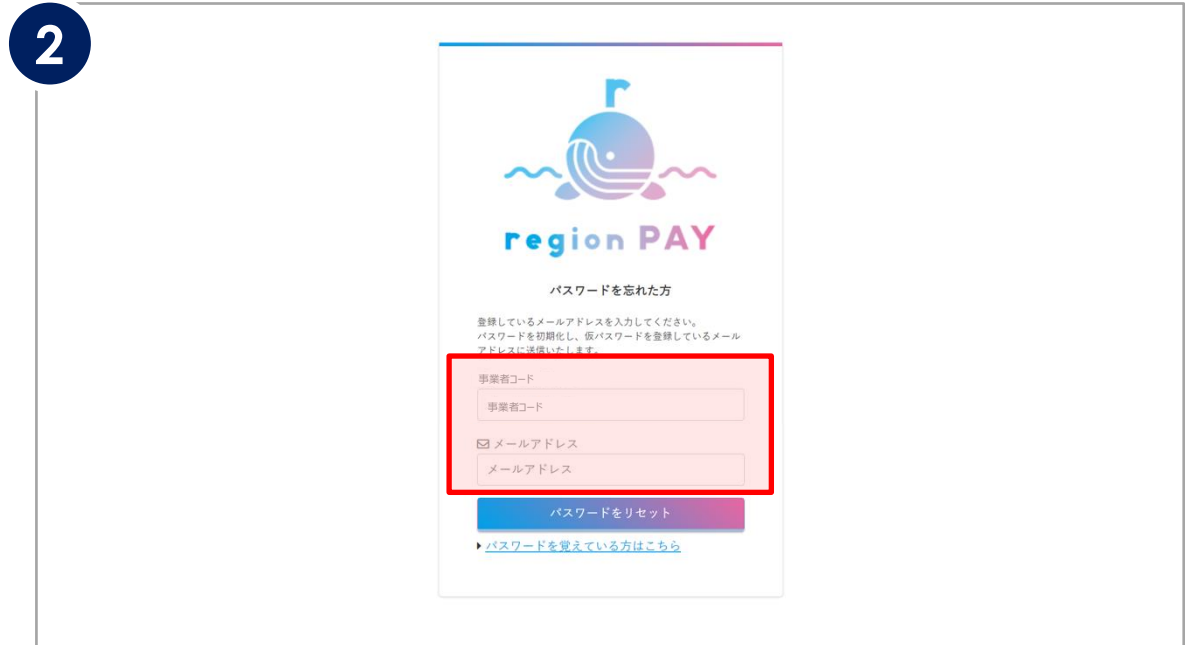 2
r
region PAY
パスワードを忘れた方
登録しているメールアドレスを入力してください。
パスワードを初期化し、仮パスワードを登録しているメール
アドレスに送信いたします。
事業者コード
事業者コード
メールアドレス
メールアドレス
パスワードをリセット
パスワードを覚えている方はこちら